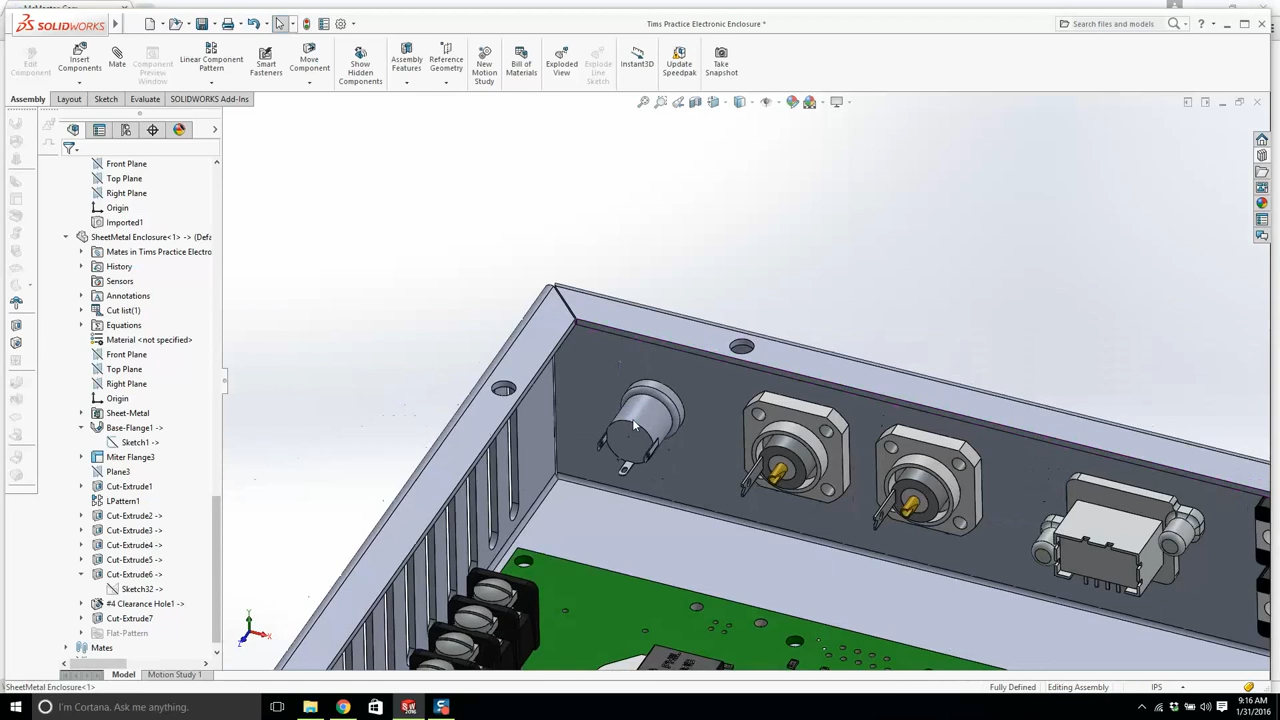 SOLIDWORKS
Tims Practice Electronic Enclosure *
Search files and models
Edit Component
Insert Components
Mate
Component Preview Window
Linear Component Pattern
Smart Fasteners
Move Component
Show Hidden Components
Assembly Features
Reference Geometry
New Motion Study
Bill of Materials
Exploded View
Explode Line Sketch
Instant3D
Update Speedpak
Take Snapshot
Assembly Layout Sketch Evaluate SOLIDWORKS Add-Ins
Front Plane
Top Plane
Right Plane
Origin
Imported1
SheetMetal Enclosure<1> -> (Defa
Mates in Tims Practice Electro
History
Sensors
Annotations
Cut list(1)
Equations
Material <not specified>
Front Plane
Top Plane
Right Plane
Origin
Sheet-Metal
Base-Flange1
Sketch1 ->
Miter Flange3
Plane3
Cut-Extrude1
LPattern1
Cut-Extrude2 ->
Cut-Extrude3 ->
Cut-Extrude4 ->
Cut-Extrude5 ->
Cut-Extrude6 ->
Sketch32 ->
#4 Clearance Hole1 ->
Cut-Extrude7
Flat-Pattern
Mates
Model Motion Study 1
SheetMetal Enclosure<1> Fully Defined Editing Assembly IPS
I'm Cortana. Ask me anything.
9:16 AM
1/31/2016